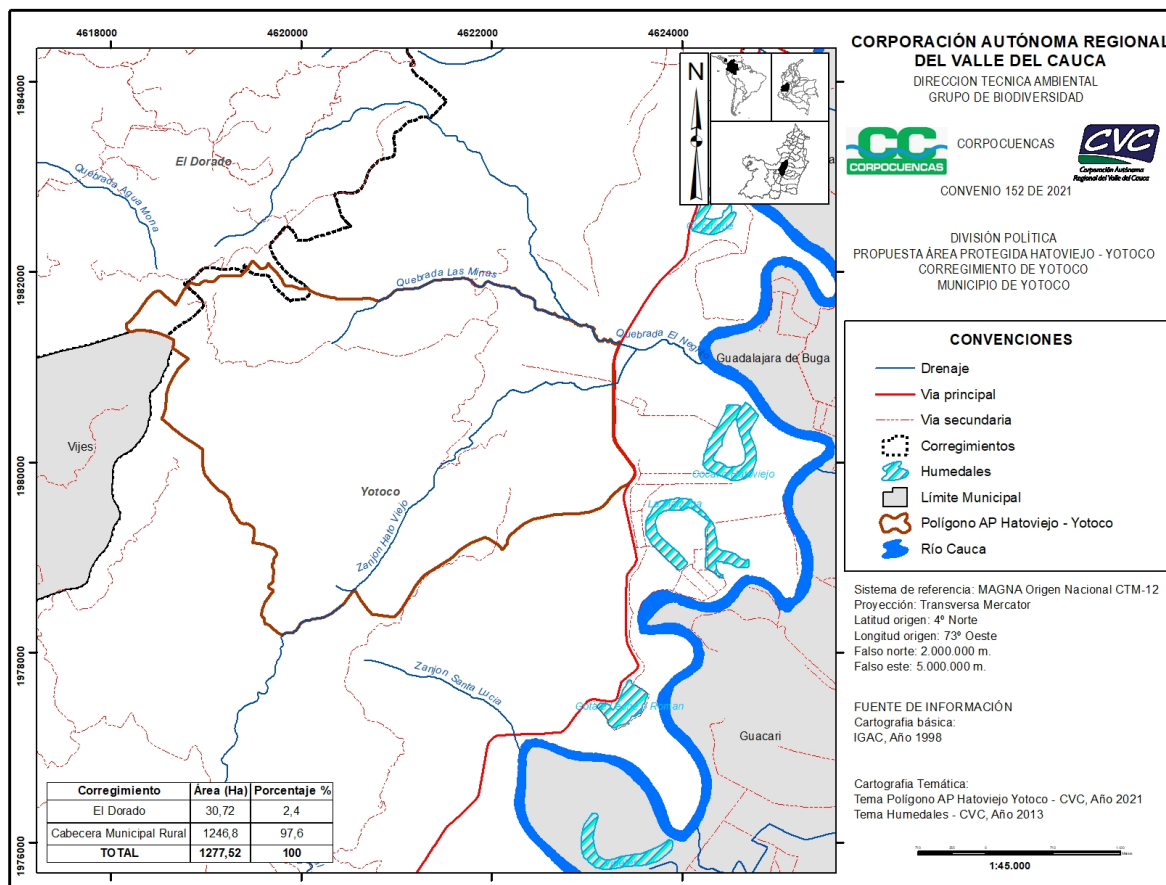 4618000
4620000
4622000
4624000
1984000
1982000
1980000
1978000
1976000
N
El Dorado
Quebrada Agua Mona
Quebrada Las Minas
Quebrada El Negro
Guadalajara de Buga
Vijes
Yotoco
Zanjon Hato Viejo
Zanjon Santa Lucia
Guacari
Corregimiento Área (Ha) Porcentaje %
El Dorado 30,72 2,4
Cabecera Municipal Rural 1246,8 97,6
TOTAL 1277,52 100
CORPORACIÓN AUTÓNOMA REGIONAL
DEL VALLE DEL CAUCA
DIRECCION TECNICA AMBIENTAL
GRUPO DE BIODIVERSIDAD
CC
CORPOCUENCAS
CORPOCUENCAS
CVC
Corporación Autónoma
Regional del Valle del Cauca
CONVENIO 152 DE 2021
DIVISIÓN POLÍTICA
PROPUESTA ÁREA PROTEGIDA HATOVIEJO - YOTOCO
CORREGIMIENTO DE YOTOCO
MUNICIPIO DE YOTOCO
CONVENCIONES
Drenaje
Via principal
Via secundaria
Corregimientos
Humedales
Límite Municipal
Polígono AP Hatoviejo - Yotoco
Río Cauca
Sistema de referencia: MAGNA Origen Nacional CTM-12
Proyección: Transversa Mercator
Latitud origen: 4º Norte
Longitud origen: 73º Oeste
Falso norte: 2.000.000 m.
Falso este: 5.000.000 m.
FUENTE DE INFORMACIÓN
Cartografia básica:
IGAC, Año 1998
Cartografia Temática:
Tema Polígono AP Hatoviejo Yotoco - CVC, Año 2021
Tema Humedales - CVC, Año 2013
1:45.000